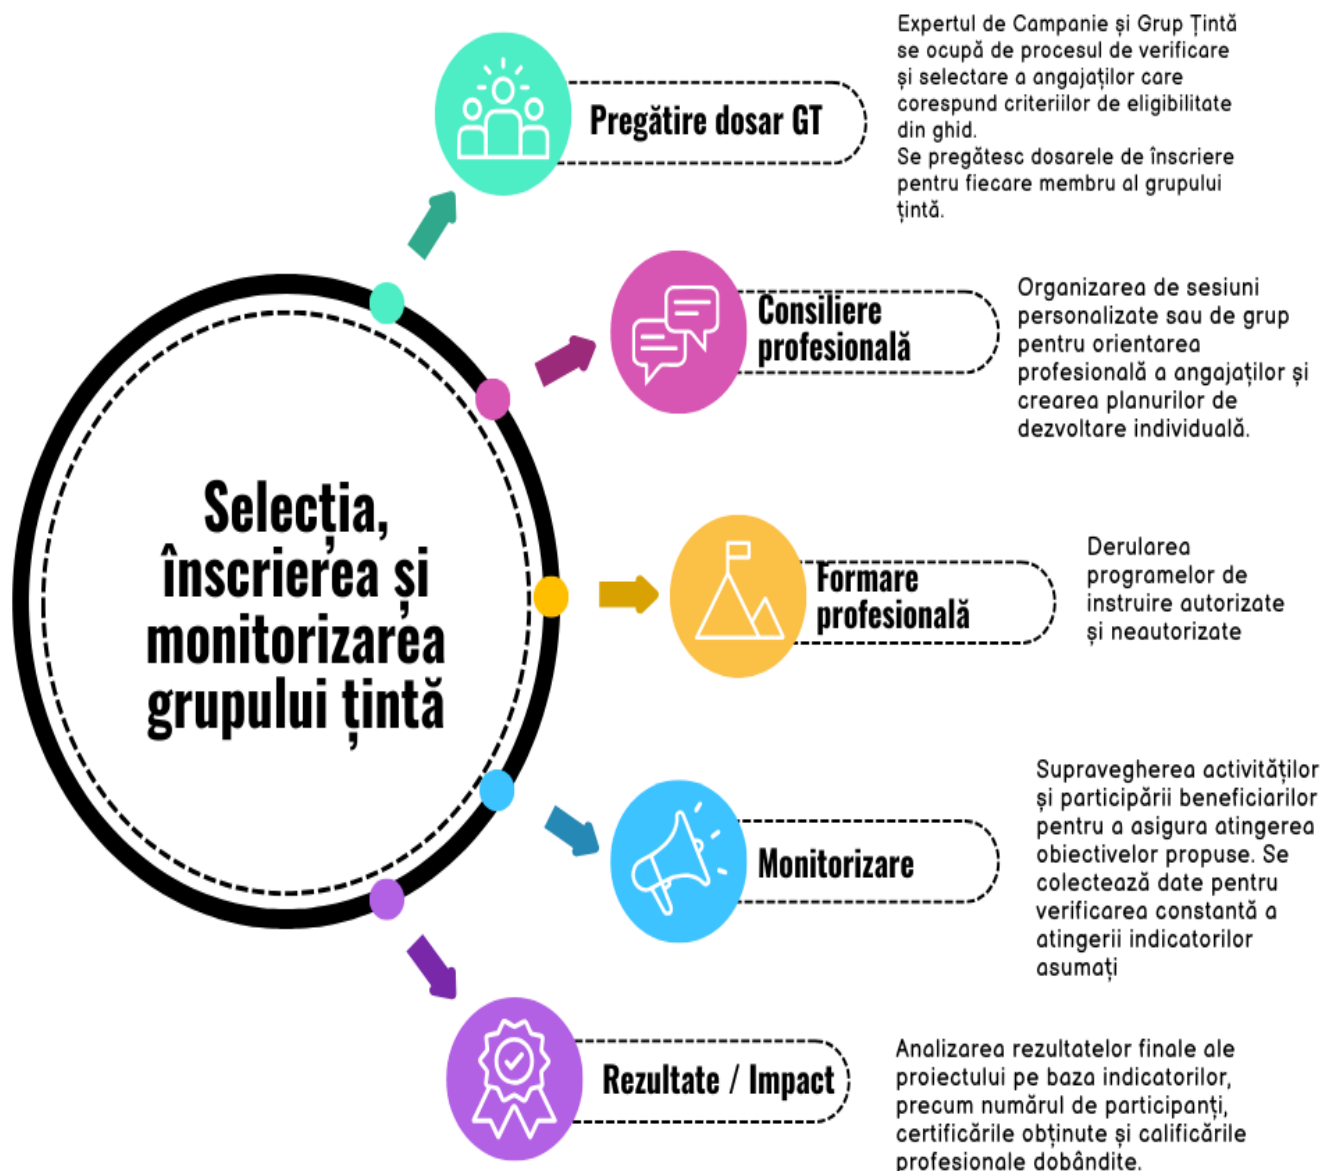 Selecția,
înscrierea și
monitorizarea
grupului țintă
Pregătire dosar GT
Expertul de Campanie și Grup Țintă
se ocupă de procesul de verificare
și selectare a angajaților care
corespund criteriilor de eligibilitate
din ghid.
Se pregătesc dosarele de înscriere
pentru fiecare membru al grupului
țintă.
Consiliere
profesională
Organizarea de sesiuni
personalizate sau de grup
pentru orientarea
profesională a angajaților și
crearea planurilor de
dezvoltare individuală.
Formare
profesională
Derularea
programelor de
instruire autorizate
și neautorizate
Monitorizare
Supravegherea activităților
și participării beneficiarilor
pentru a asigura atingerea
obiectivelor propuse. Se
colectează date pentru
verificarea constantă a
atingerii indicatorilor
asumați
Rezultate / Impact
Analizarea rezultatelor finale ale
proiectului pe baza indicatorilor,
precum numărul de participanți,
certificările obținute și calificările
profesionale dobândite.